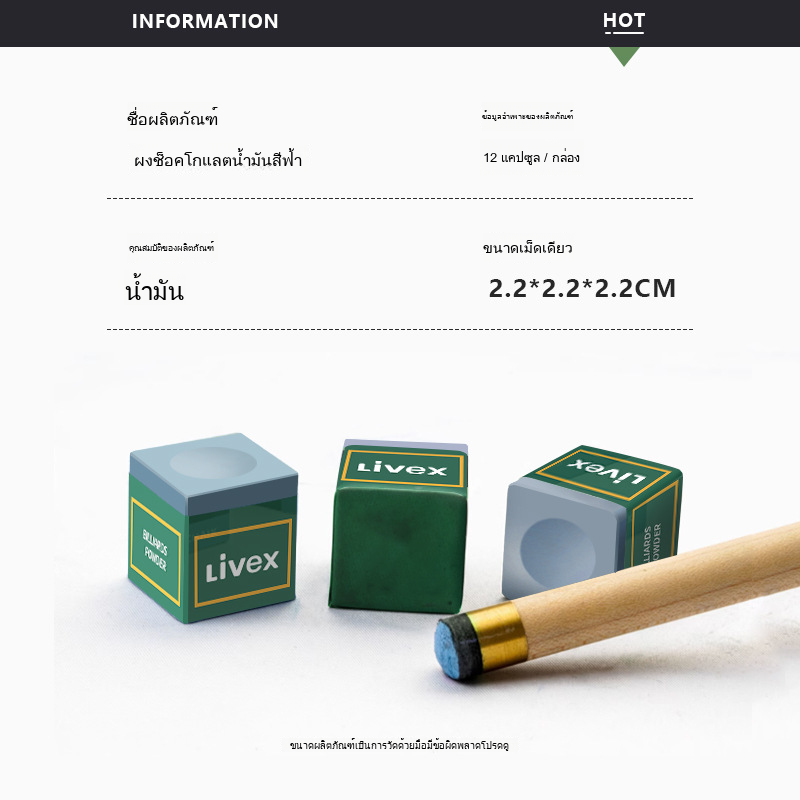 INFORMATION
HOT
ชื่อผลิตภัณฑ์
ข้อมูลจำเพาะของผลิตภัณฑ์
ผงช็อคโกแลตน้ำมันสีฟ้า
12 แคปซูล / กล่อง
คุณสมบัติของผลิตภัณฑ์
ขนาดเม็ดเดียว
น้ำมัน
2.2*2.2*2.2CM
Livex
Livex
BILLIARDS
POWDER
Livex
ขนาดผลิตภัณฑ์เป็นการวัดด้วยมือมีข้อผิดพลาดโปรดดู